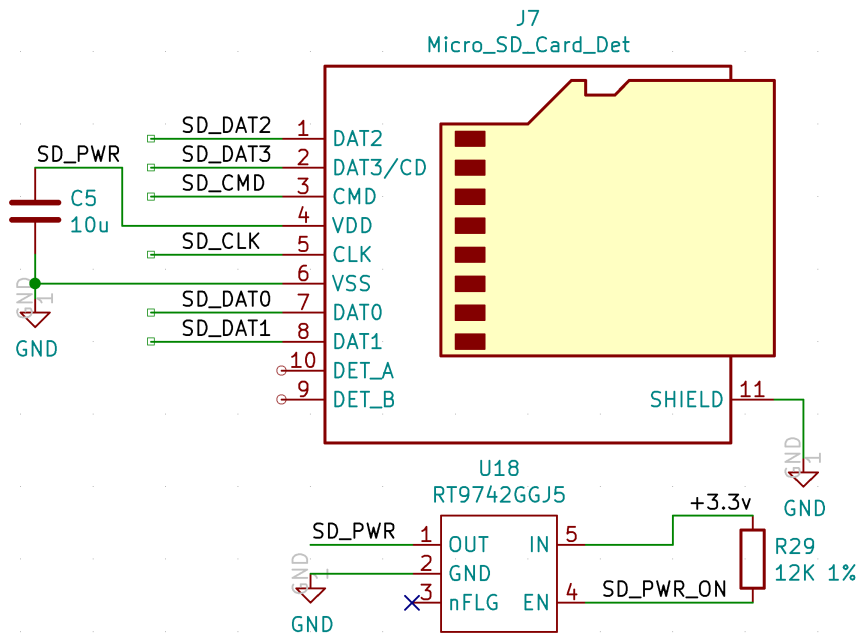 J7
Micro_SD_Card_Det
SD_DAT2 1 DAT2
SD_PWR SD_DAT3 2 DAT3/CD
SD_CMD 3 CMD
C5
10u
4 VDD
SD_CLK 5 CLK
6 VSS
GND 1
SD_DAT0 7 DAT0
SD_DAT1 8 DAT1
GND
10 DET_A
9 DET_B
SHIELD 11
GND 1
GND
U18
RT9742GGJ5
+3.3v
SD_PWR 1 OUT IN 5
R29
12K 1%
GND 1
2 GND
3 nFLG EN 4 SD_PWR_ON
GND